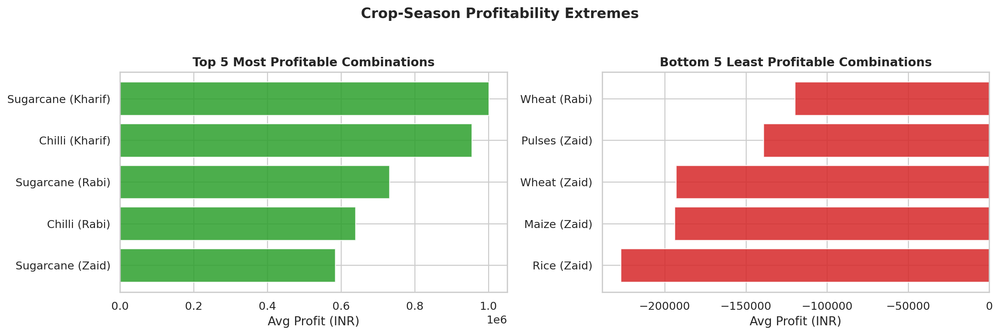 Crop-Season Profitability Extremes
Top 5 Most Profitable Combinations
Sugarcane (Kharif)
Chilli (Kharif)
Sugarcane (Rabi)
Chilli (Rabi)
Sugarcane (Zaid)
0.0 0.2 0.4 0.6 0.8 1.0
1e6
Avg Profit (INR)
Bottom 5 Least Profitable Combinations
Wheat (Rabi)
Pulses (Zaid)
Wheat (Zaid)
Maize (Zaid)
Rice (Zaid)
−200000 −150000 −100000 −50000 0
Avg Profit (INR)